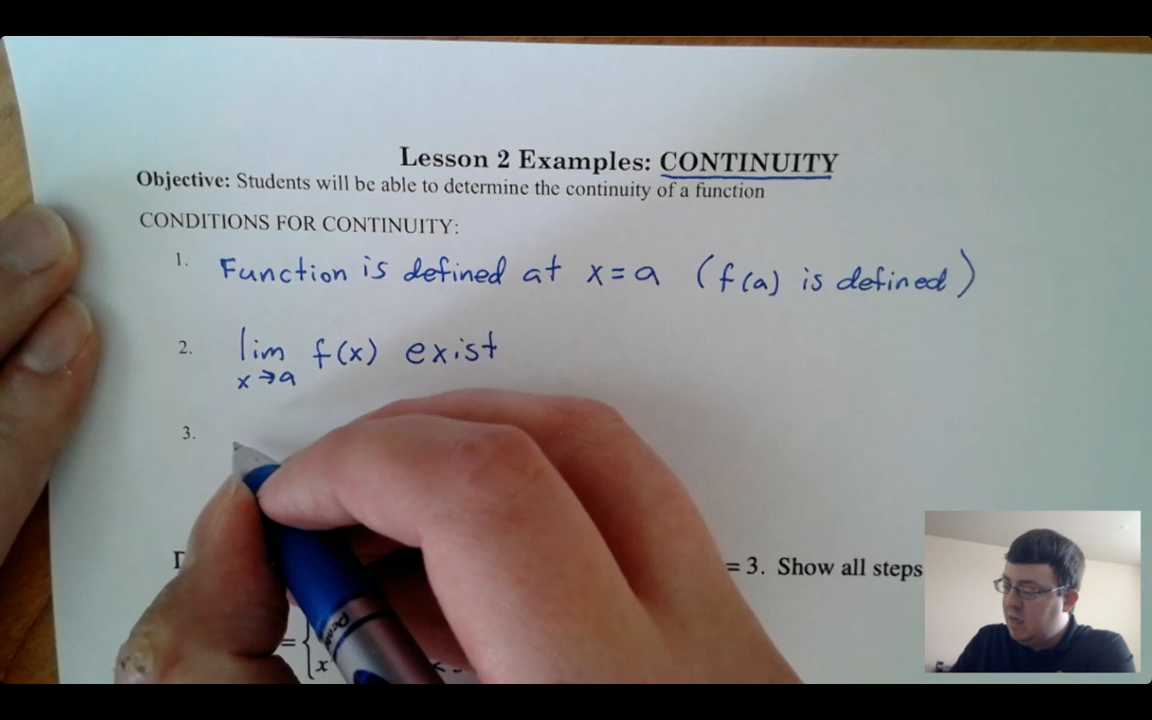 Lesson 2 Examples: CONTINUITY
Objective: Students will be able to determine the continuity of a function
CONDITIONS FOR CONTINUITY:
1. Function is defined at x=a (f(a) is defined)
2. lim f(x) exist
x→a
3.
= 3. Show all steps
= {
x